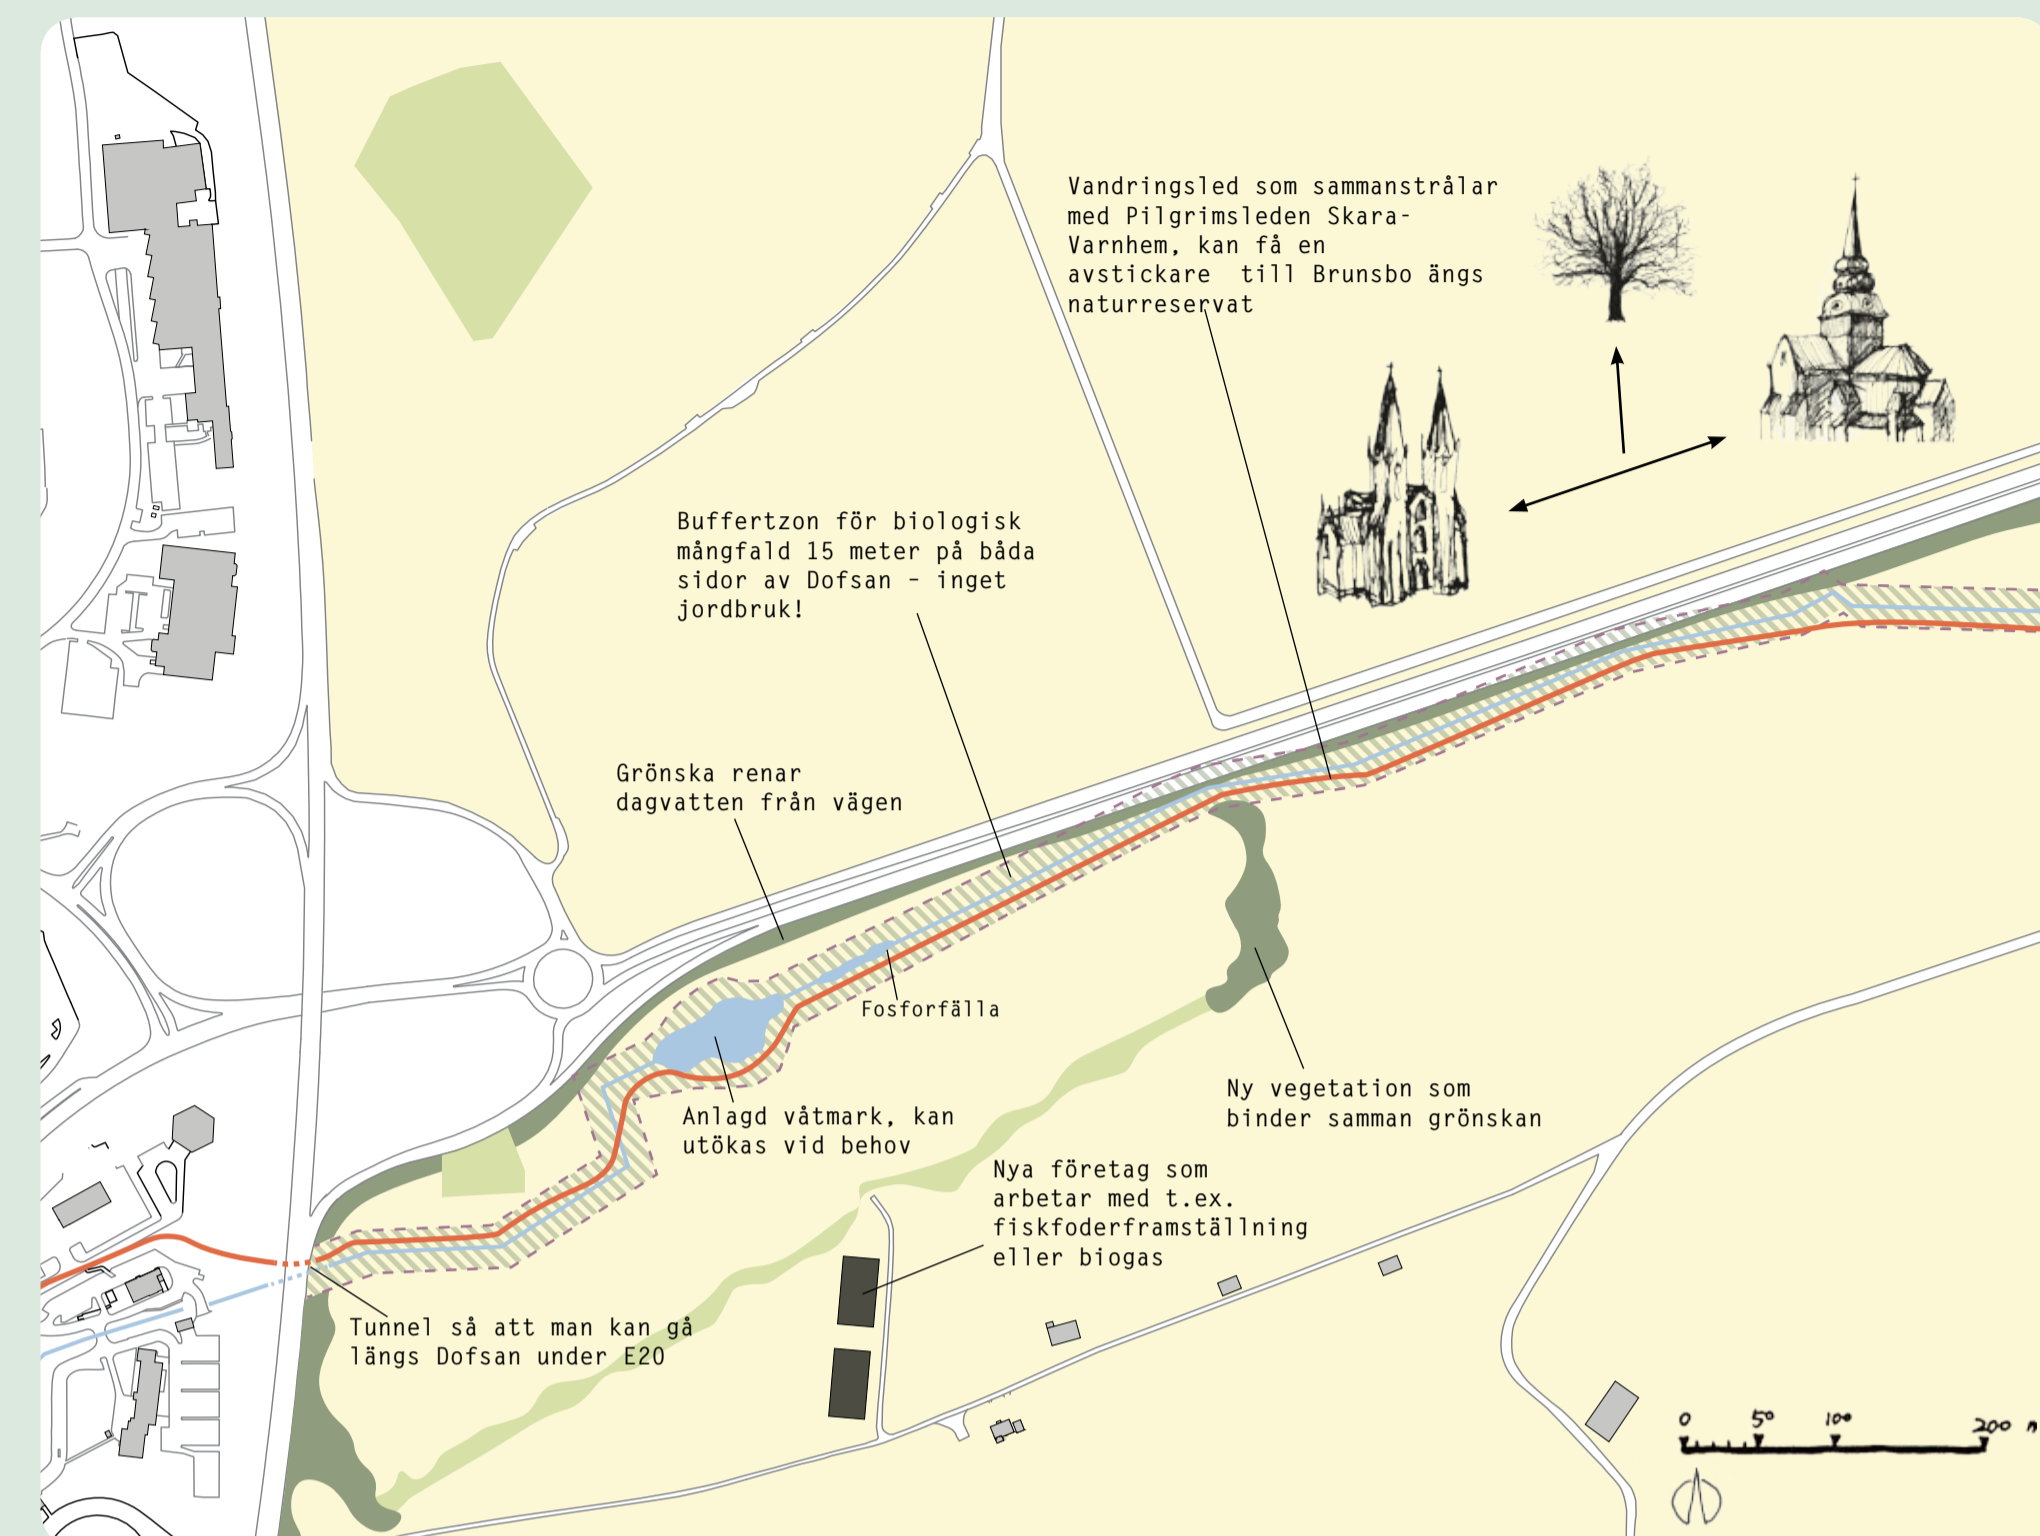 Vandringsled som sammanstrålar
med Pilgrimsleden Skara-
Varnhem, kan få en
avstickare till Brunsbo ängs
naturreservat
Buffertzon för biologisk
mångfald 15 meter på båda
sidor av Dofsan - inget
jordbruk!
Grönska renar
dagvatten från vägen
Fosforfälla
Anlagd våtmark, kan
utökas vid behov
Ny vegetation som
binder samman grönskan
Nya företag som
arbetar med t.ex.
fiskfoderframställning
eller biogas
Tunnel så att man kan gå
längs Dofsan under E20
0 50 100 200 m